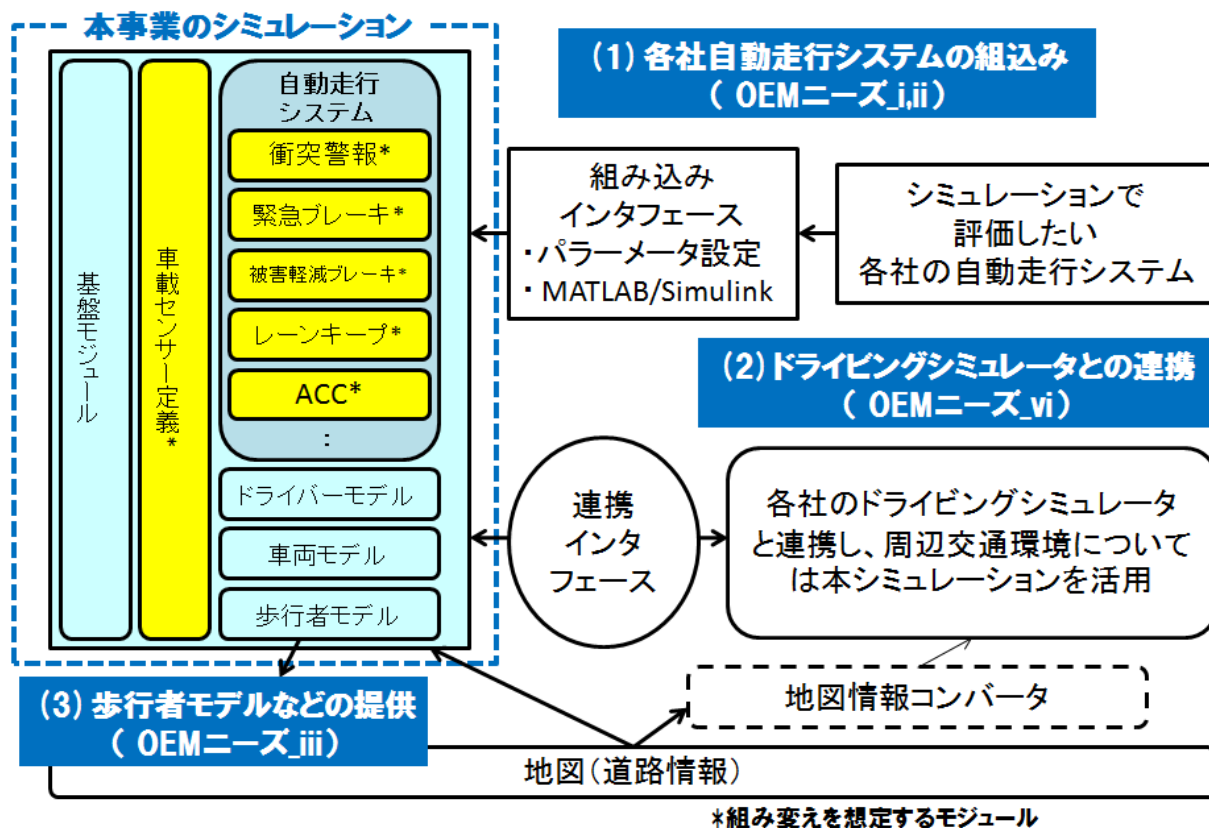 本事業のシミュレーション
基盤モジュール
車載センサー定義*
自動走行
システム
衝突警報*
緊急ブレーキ*
被害軽減ブレーキ*
レーンキープ*
ACC*
:
ドライバーモデル
車両モデル
歩行者モデル
(1) 各社自動走行システムの組込み
( OEMニーズ_i,ii)
組み込み
インタフェース
・パラメータ設定
・MATLAB/Simulink
シミュレーションで
評価したい
各社の自動走行システム
(2)ドライビングシミュレータとの連携
( OEMニーズ_vi)
連携
インタ
フェース
各社のドライビングシミュレータ
と連携し、周辺交通環境について
は本シミュレーションを活用
(3) 歩行者モデルなどの提供
( OEMニーズ_iii)
地図情報コンバータ
地図(道路情報)
*組み変えを想定するモジュール